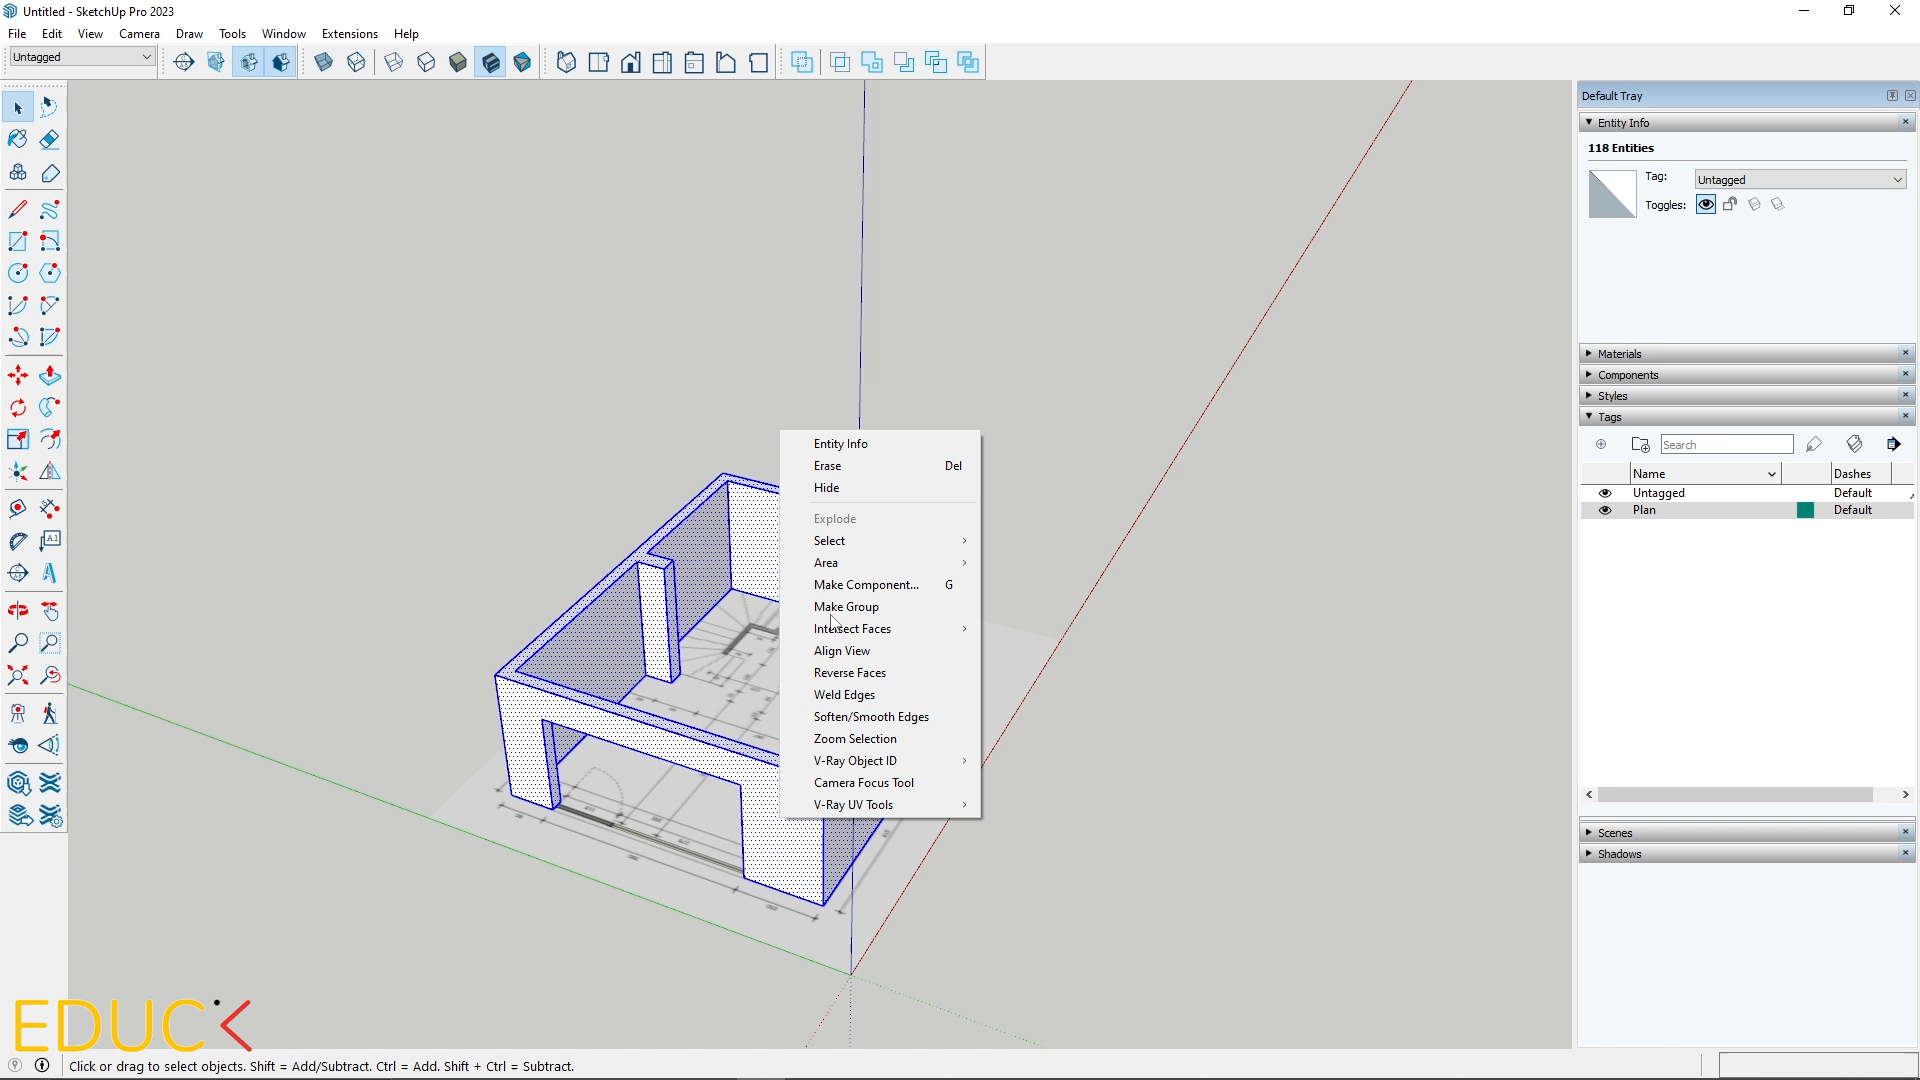 Untitled - SketchUp Pro 2023
File Edit View Camera Draw Tools Window Extensions Help
Untagged
Default Tray
Entity Info
118 Entities
Tag: Untagged
Toggles:
Materials
Components
Styles
Tags
Search
Name Dashes
Untagged Default
Plan Default
Scenes
Shadows
A1
Entity Info
Erase Del
Hide
Explode
Select
Area
Make Component... G
Make Group
Intersect Faces
Align View
Reverse Faces
Weld Edges
Soften/Smooth Edges
Zoom Selection
V-Ray Object ID
Camera Focus Tool
V-Ray UV Tools
EDUC
Click or drag to select objects. Shift = Add/Subtract. Ctrl = Add. Shift + Ctrl = Subtract.